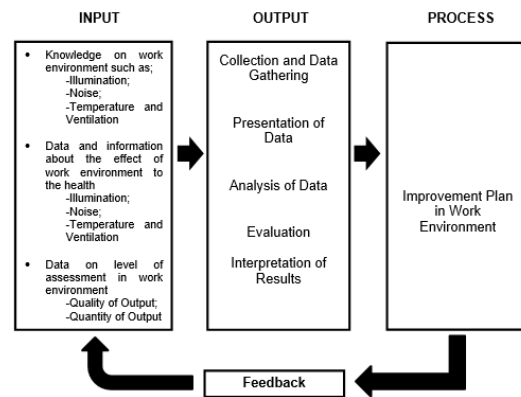 INPUT
OUTPUT
PROCESS
• Knowledge on work
environment such as;
-Illumination;
-Noise;
-Temperature and
Ventilation
• Data and information
about the effect of
work environment to
the health
-Illumination;
-Noise;
-Temperature and
Ventilation
• Data on level of
assessment in work
environment
-Quality of Output;
-Quantity of Output
Collection and Data
Gathering
Presentation of
Data
Analysis of Data
Evaluation
Interpretation of
Results
Improvement Plan
in Work
Environment
Feedback